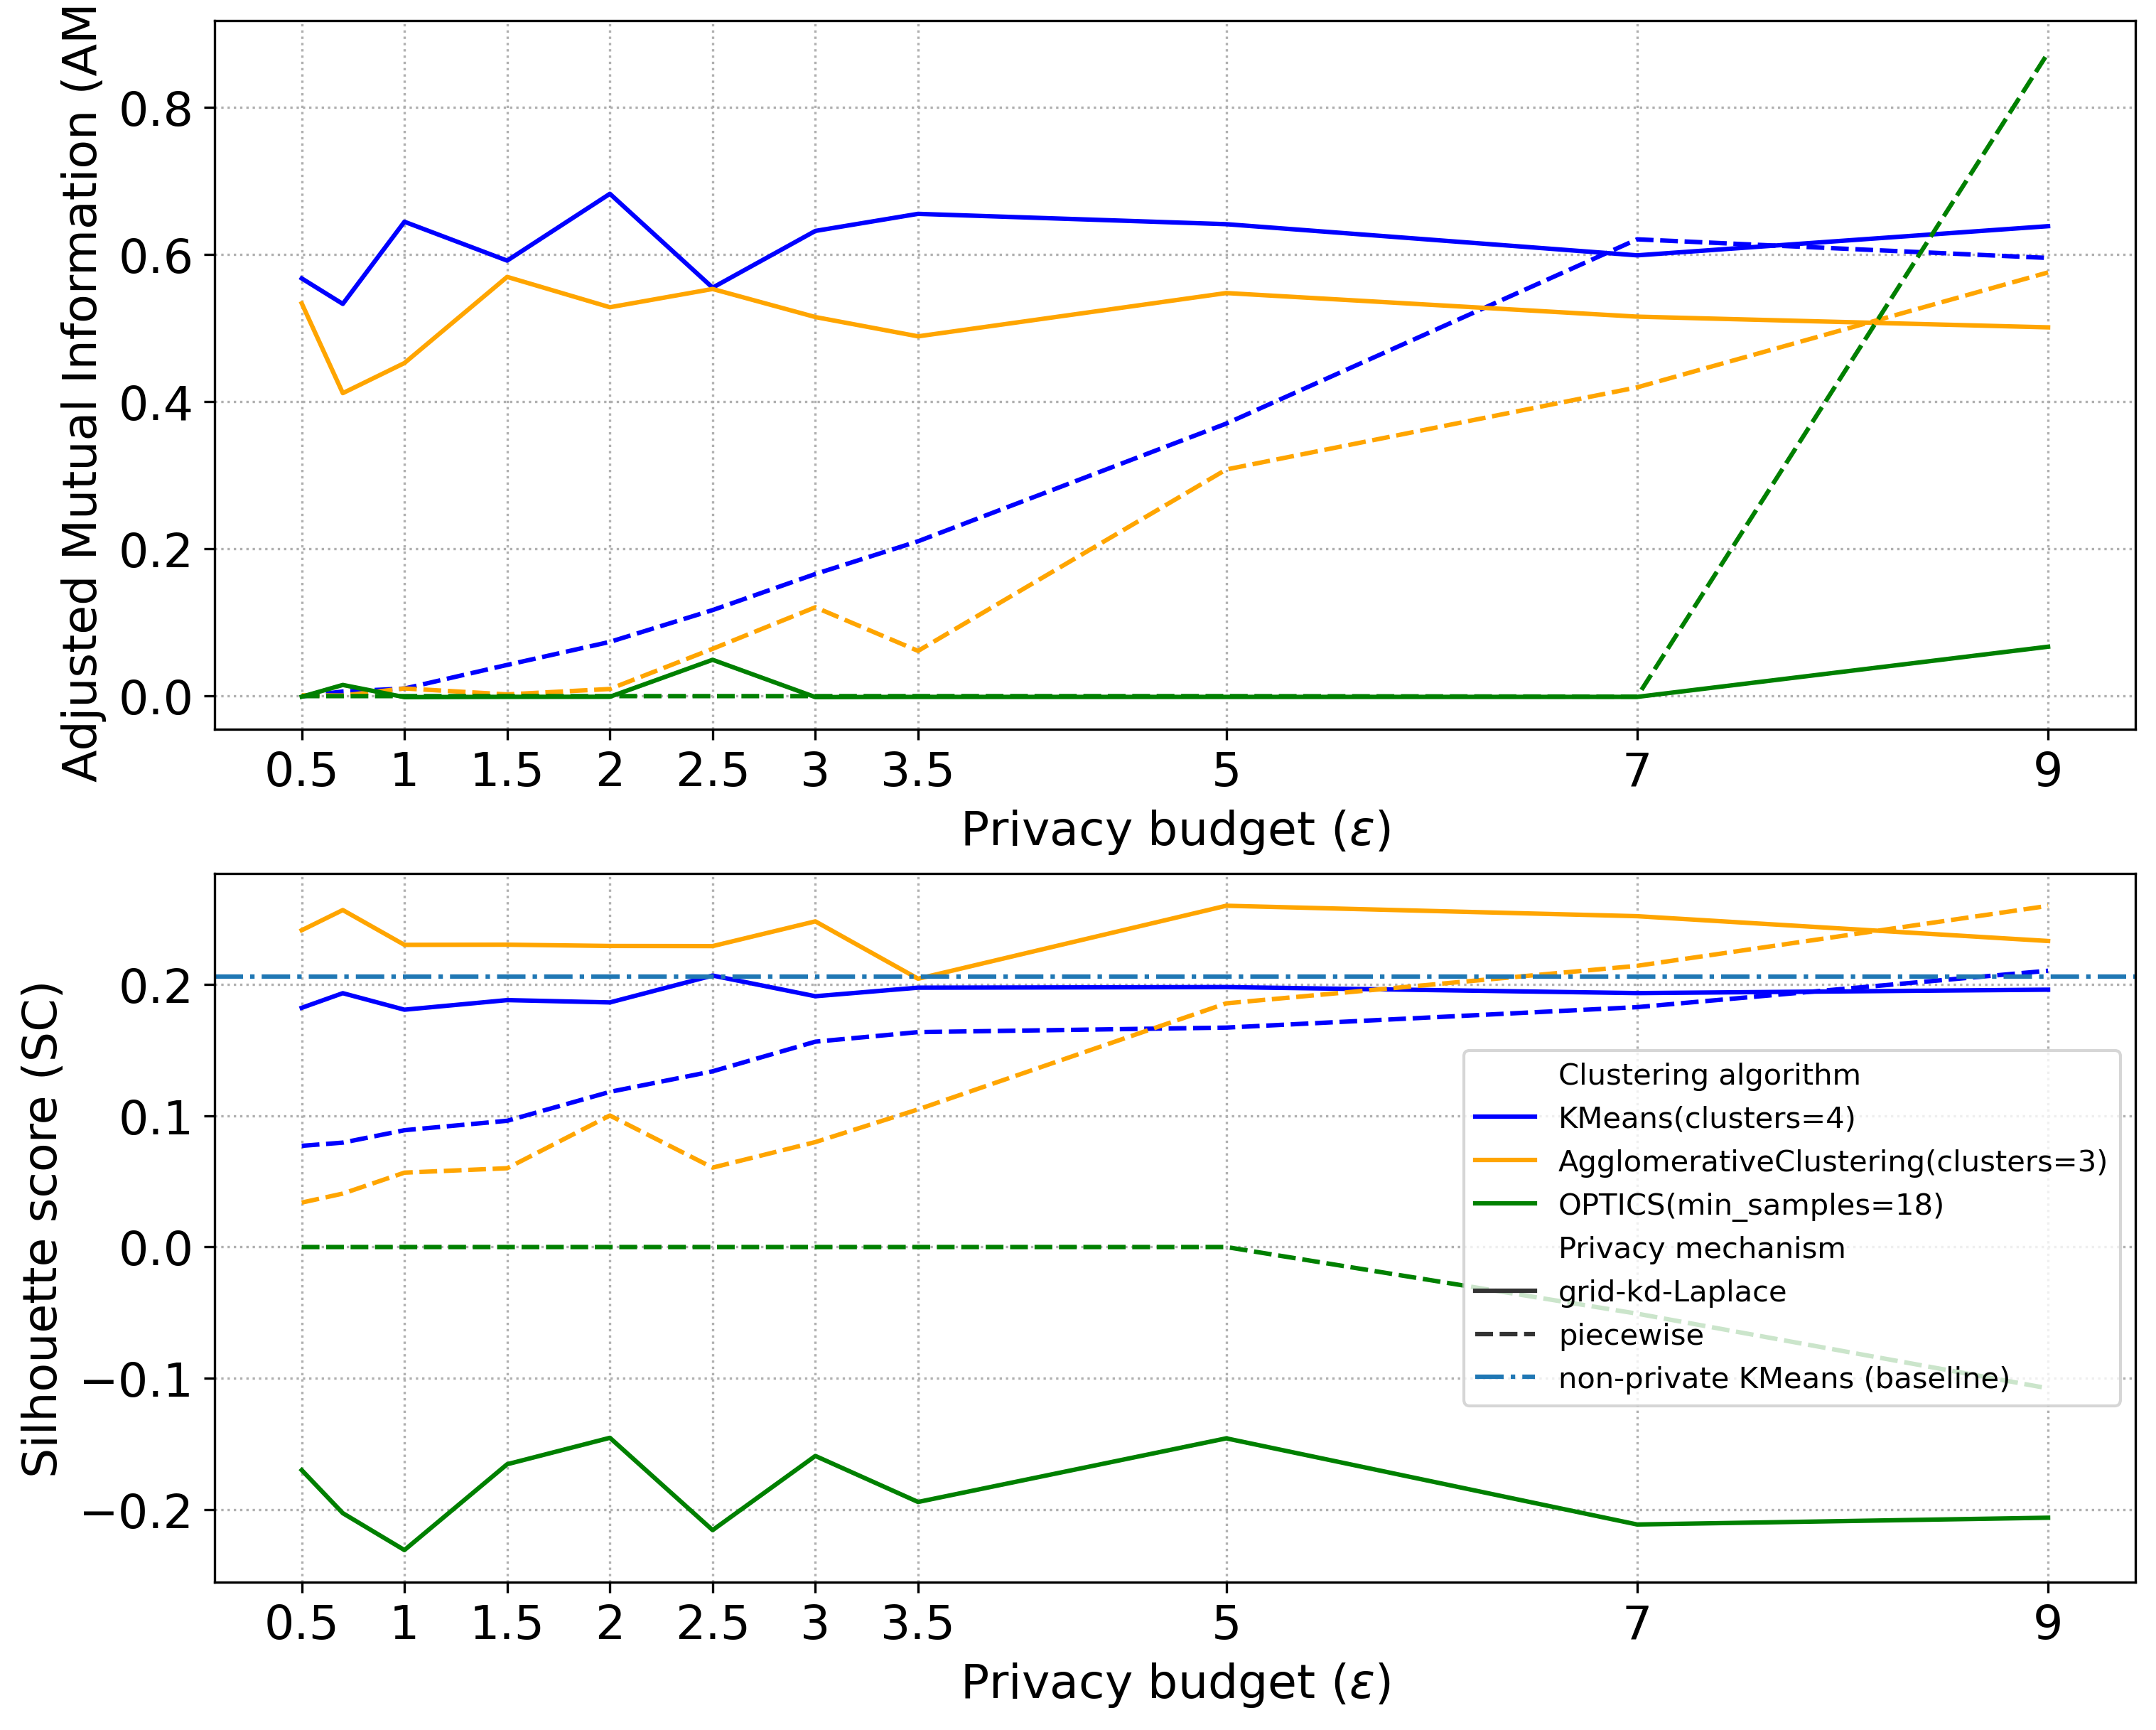 Adjusted Mutual Information (AM
0.8
0.6
0.4
0.2
0.0
0.5 1 1.5 2 2.5 3 3.5 5 7 9
Privacy budget (ε)
Silhouette score (SC)
0.2
0.1
0.0
−0.1
−0.2
Clustering algorithm
KMeans(clusters=4)
AgglomerativeClustering(clusters=3)
OPTICS(min_samples=18)
Privacy mechanism
grid-kd-Laplace
piecewise
non-private KMeans (baseline)
0.5 1 1.5 2 2.5 3 3.5 5 7 9
Privacy budget (ε)